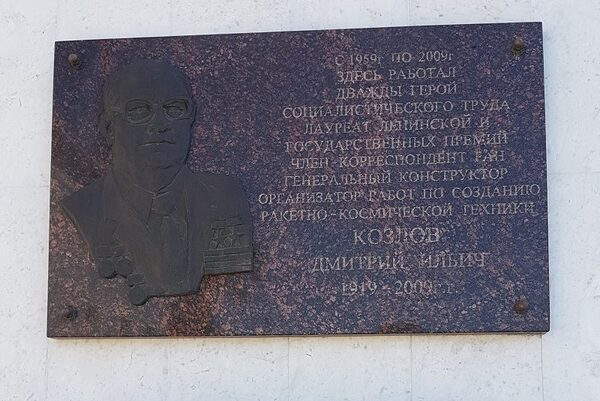 С 1959г ПО 2009г
ЗДЕСЬ РАБОТАЛ
ДВАЖДЫ ГЕРОЙ
СОЦИАЛИСТИЧЕСКОГО ТРУДА
ЛАУРЕАТ ЛЕНИНСКОЙ И
ГОСУДАРСТВЕННЫХ ПРЕМИЙ
ЧЛЕН КОРРЕСПОНДЕНТ РАН
ГЕНЕРАЛЬНЫЙ КОНСТРУКТОР
ОРГАНИЗАТОР РАБОТ ПО СОЗДАНИЮ
РАКЕТНО-КОСМИЧЕСКОЙ ТЕХНИКИ
КОЗЛОВ
ДМИТРИЙ ИЛЬИЧ
1919 - 2009г.г.